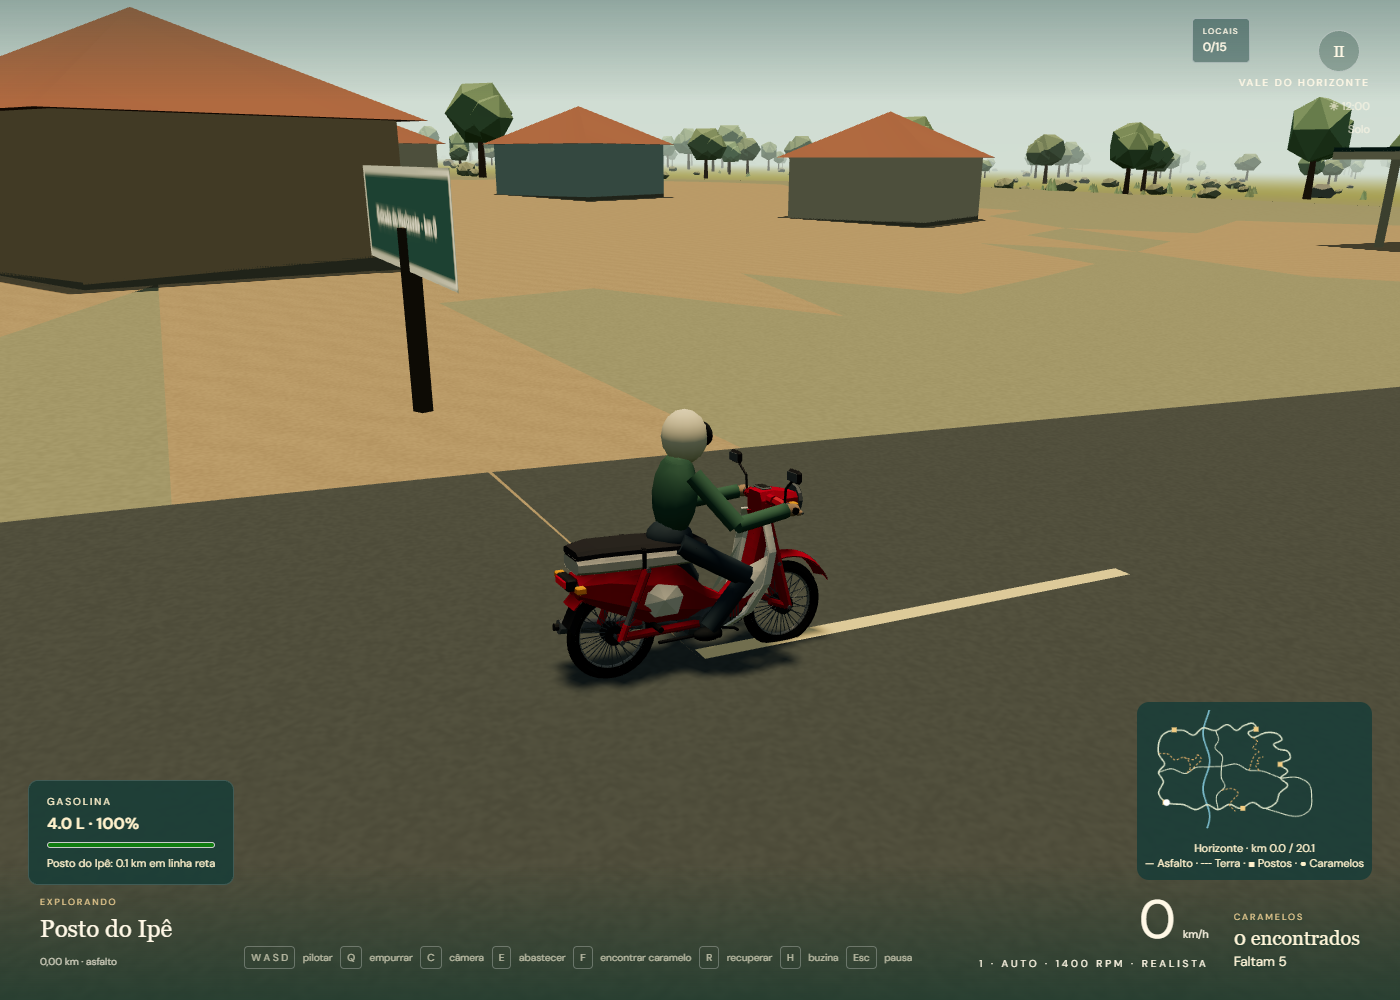 LOCAIS
0/15
II
VALE DO HORIZONTE
12:00
Solo
GASOLINA
4.0 L · 100%
Posto do Ipê: 0.1 km em linha reta
EXPLORANDO
Posto do Ipê
0,00 km · asfalto
WASD pilotar Q empurrar C câmera E abastecer F encontrar caramelo R recuperar H buzina Esc pausa
Horizonte · km 0.0 / 20.1
— Asfalto · --- Terra · ■ Postos · ● Caramelos
0 km/h
1 · AUTO · 1400 RPM · REALISTA
CARAMELOS
0 encontrados
Faltam 5